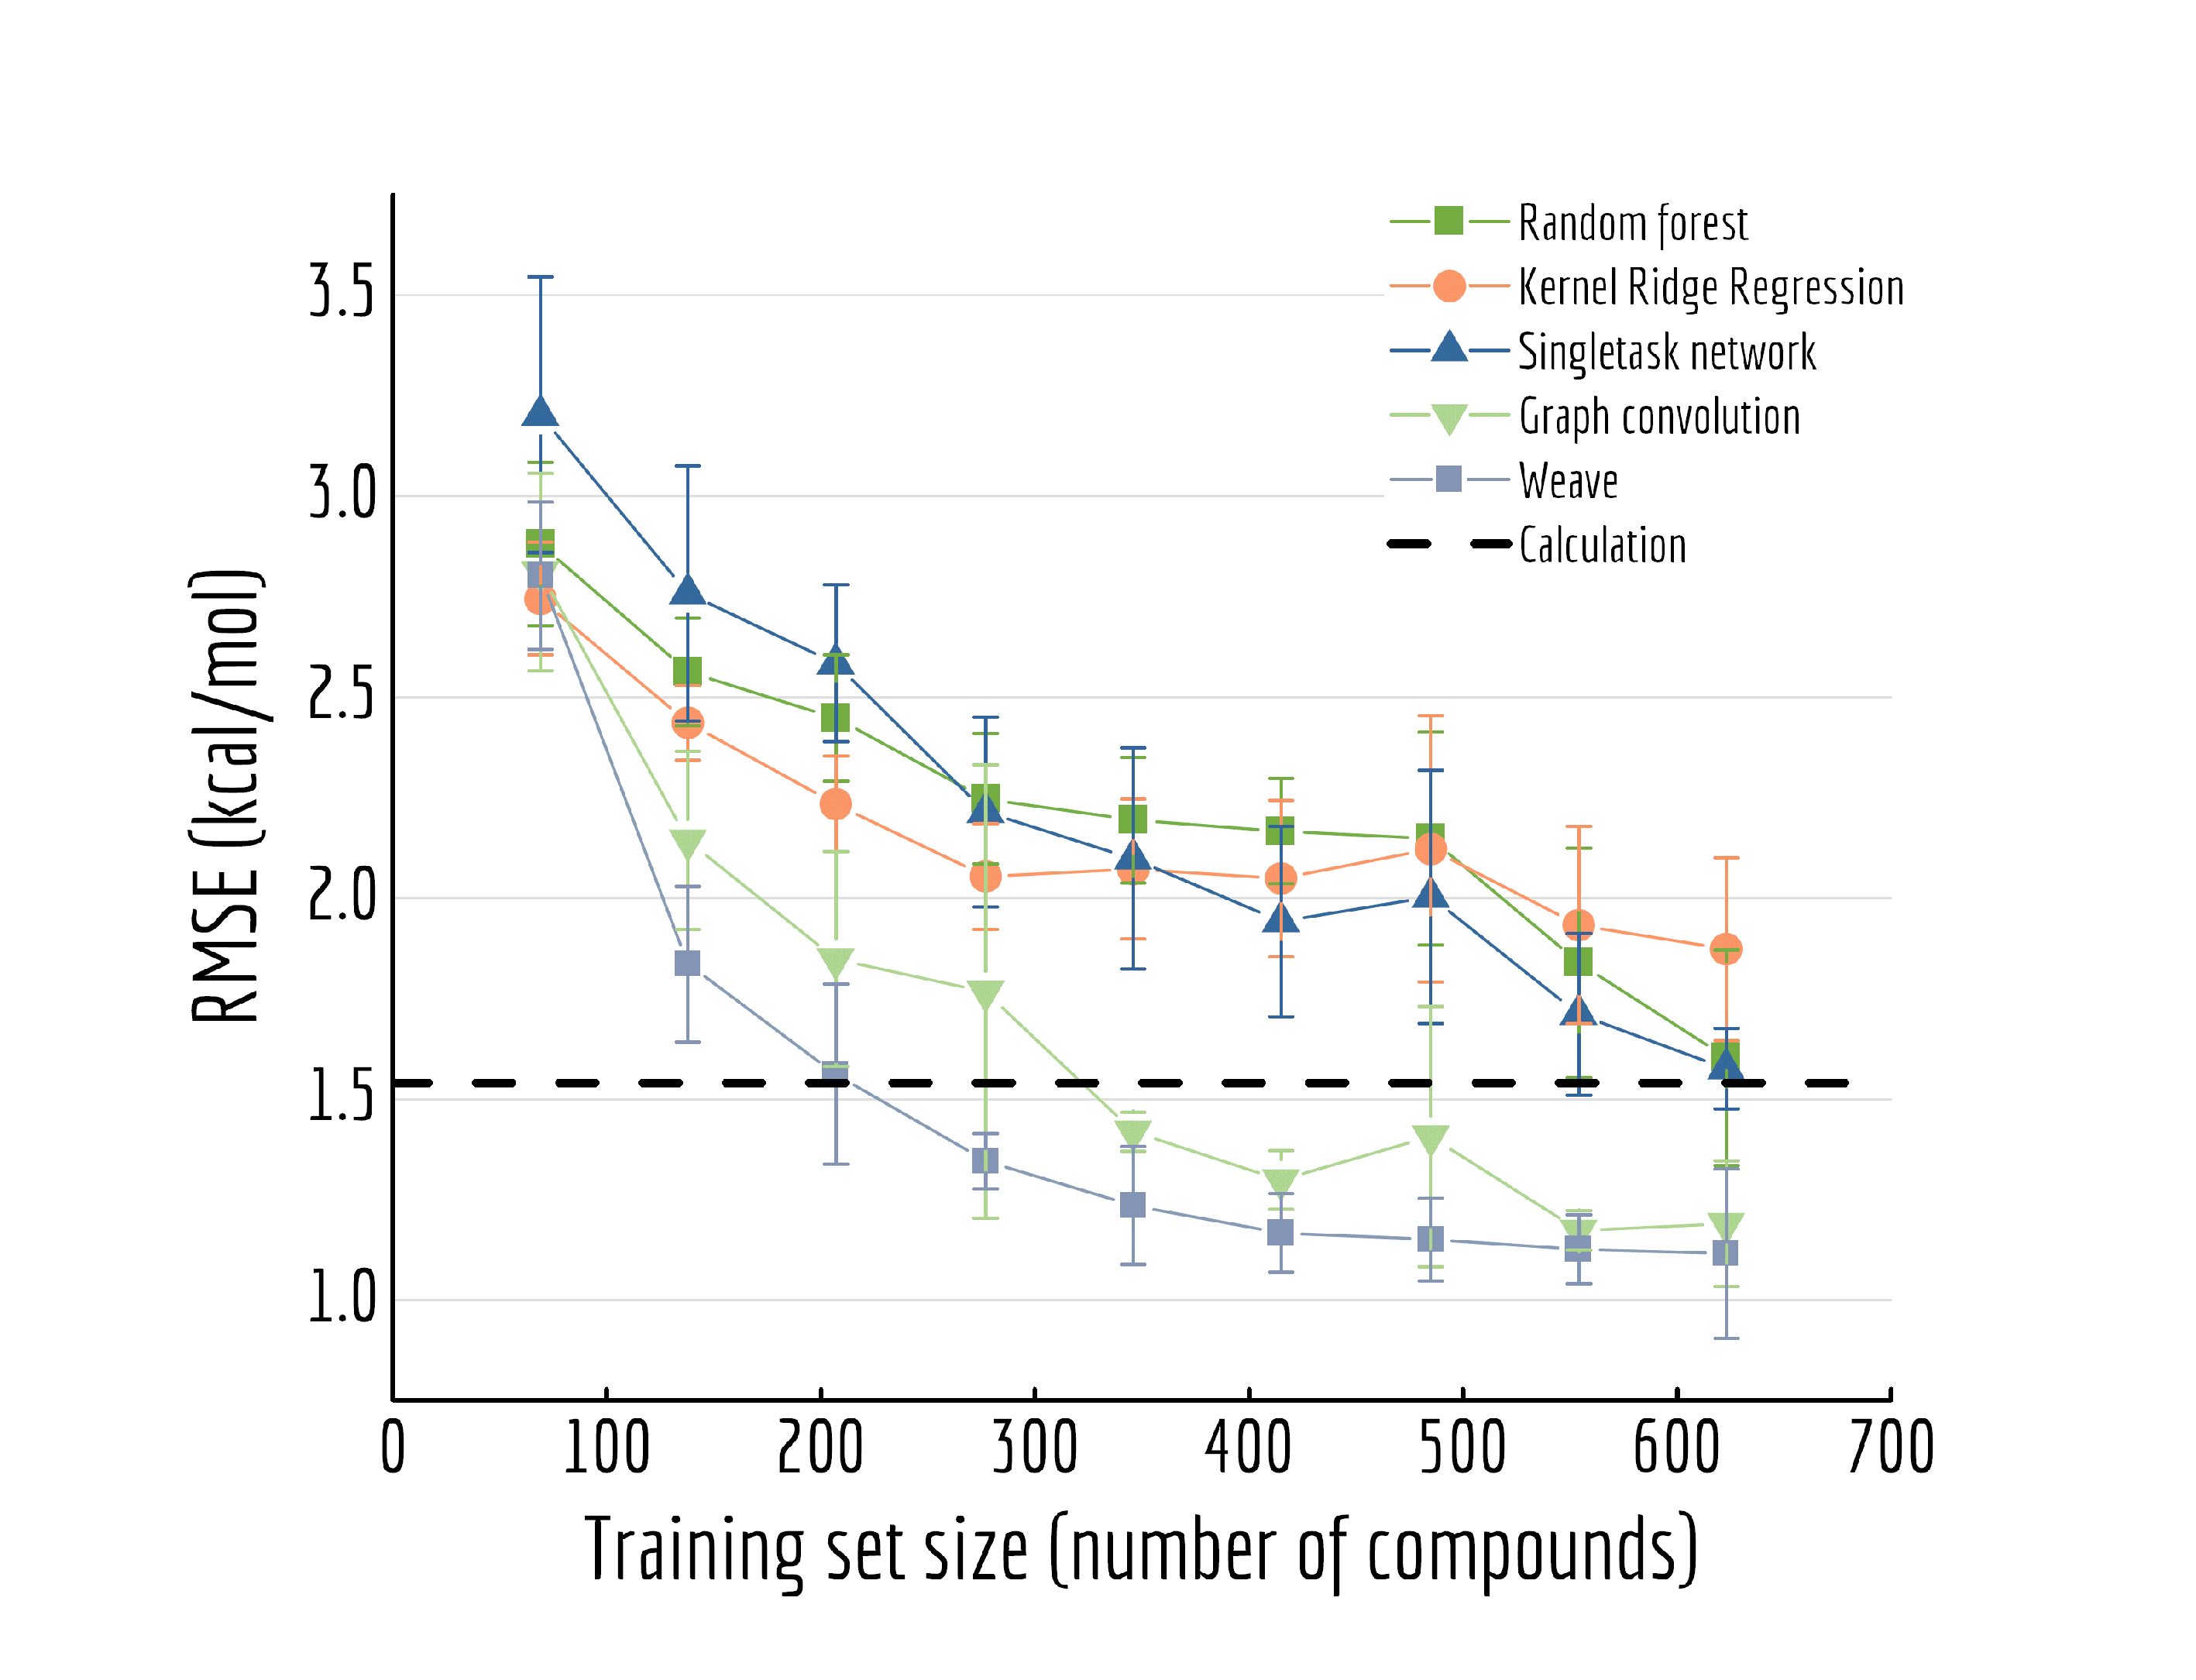 Random forest
Kernel Ridge Regression
Singletask network
Graph convolution
Weave
Calculation
RMSE (kcal/mol)
3.5
3.0
2.5
2.0
1.5
1.0
0 100 200 300 400 500 600 700
Training set size (number of compounds)